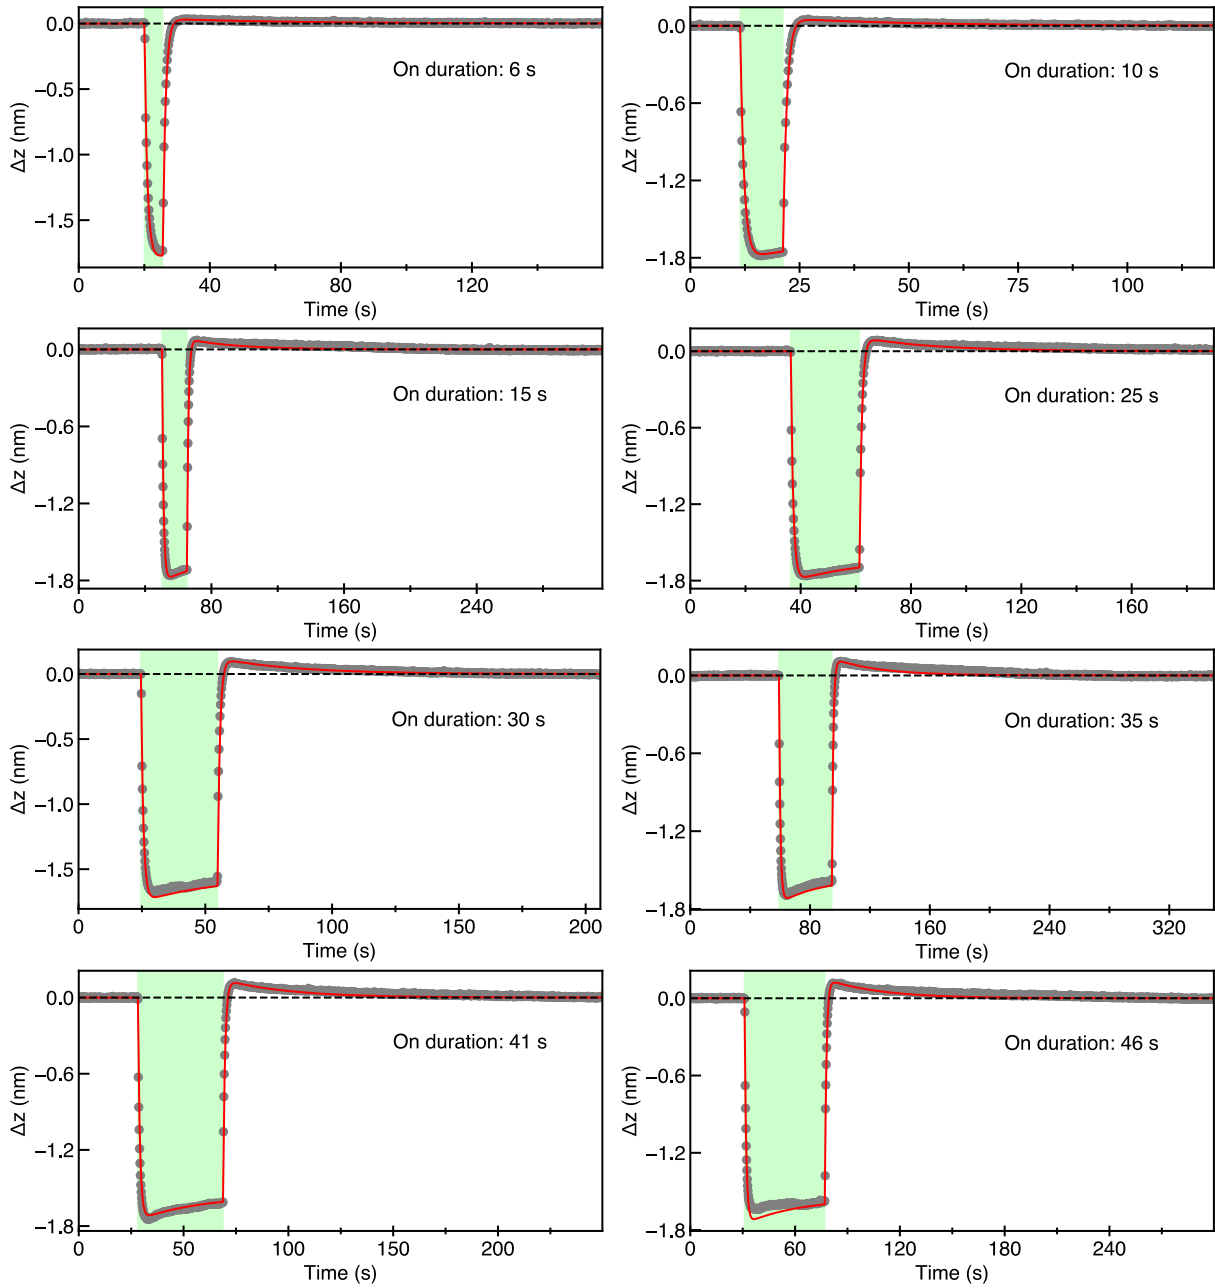 0.0
−0.5
−1.0
−1.5
Δz (nm)
On duration: 6 s
0 40 80 120
Time (s)
0.0
−0.6
−1.2
−1.8
Δz (nm)
On duration: 10 s
0 25 50 75 100
Time (s)
0.0
−0.6
−1.2
−1.8
Δz (nm)
On duration: 15 s
0 80 160 240
Time (s)
0.0
−0.6
−1.2
−1.8
Δz (nm)
On duration: 25 s
0 40 80 120 160
Time (s)
0.0
−0.5
−1.0
−1.5
Δz (nm)
On duration: 30 s
0 50 100 150 200
Time (s)
0.0
−0.6
−1.2
−1.8
Δz (nm)
On duration: 35 s
0 80 160 240 320
Time (s)
0.0
−0.6
−1.2
−1.8
Δz (nm)
On duration: 41 s
0 50 100 150 200
Time (s)
0.0
−0.6
−1.2
−1.8
Δz (nm)
On duration: 46 s
0 60 120 180 240
Time (s)